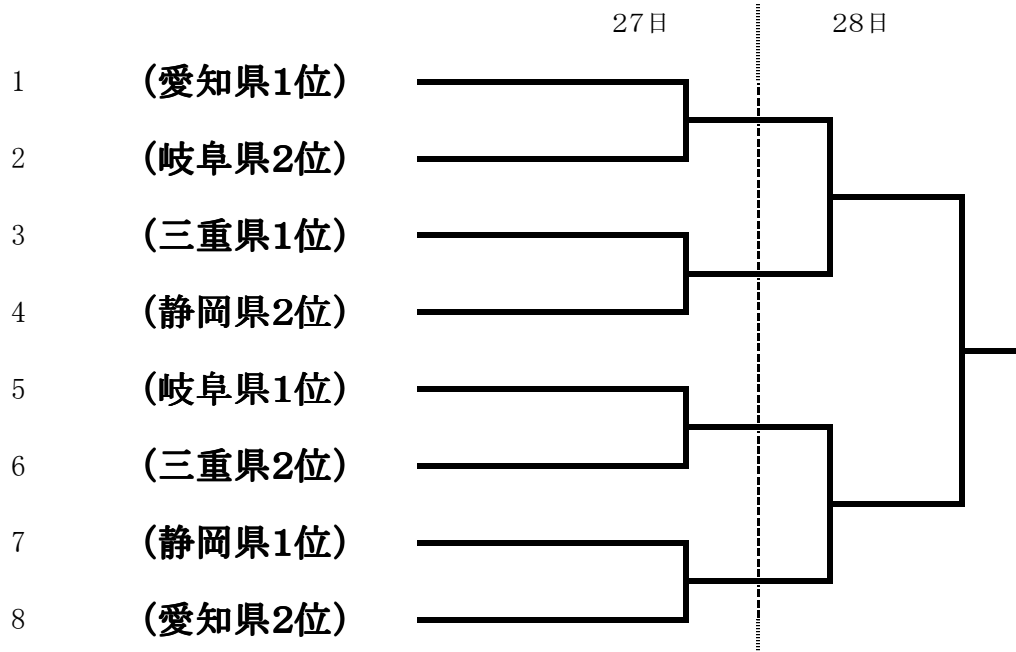 27日 28日
1 (愛知県1位)
2 (岐阜県2位)
3 (三重県1位)
4 (静岡県2位)
5 (岐阜県1位)
6 (三重県2位)
7 (静岡県1位)
8 (愛知県2位)